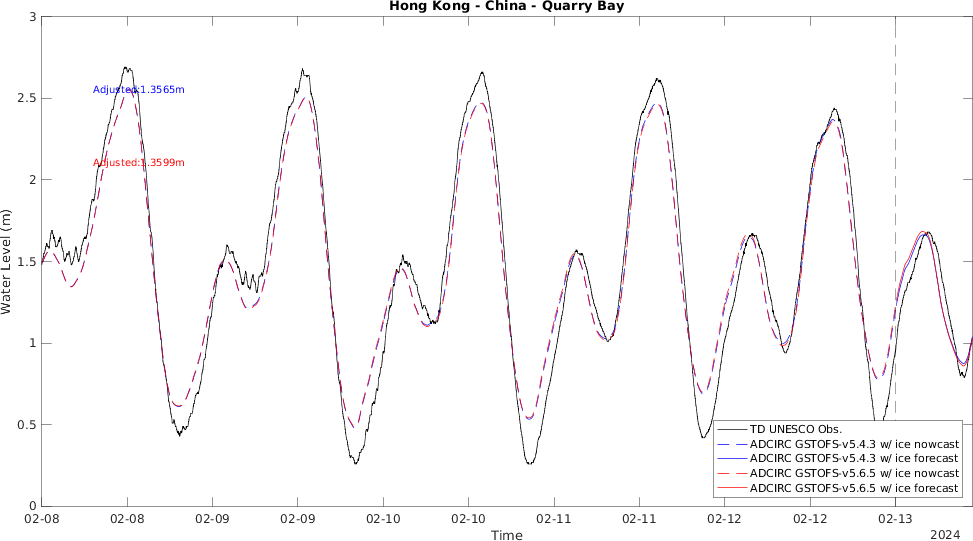 Hong Kong - China - Quarry Bay
3
2.5
2
1.5
1
0.5
0
Water Level (m)
Adjusted:1.3565m
Adjusted:1.3599m
TD UNESCO Obs.
ADCIRC GSTOFS-v5.4.3 w/ ice nowcast
ADCIRC GSTOFS-v5.4.3 w/ ice forecast
ADCIRC GSTOFS-v5.6.5 w/ ice nowcast
ADCIRC GSTOFS-v5.6.5 w/ ice forecast
02-08 02-08 02-09 02-09 02-10 02-10 02-11 02-11 02-12 02-12 02-13
Time
2024